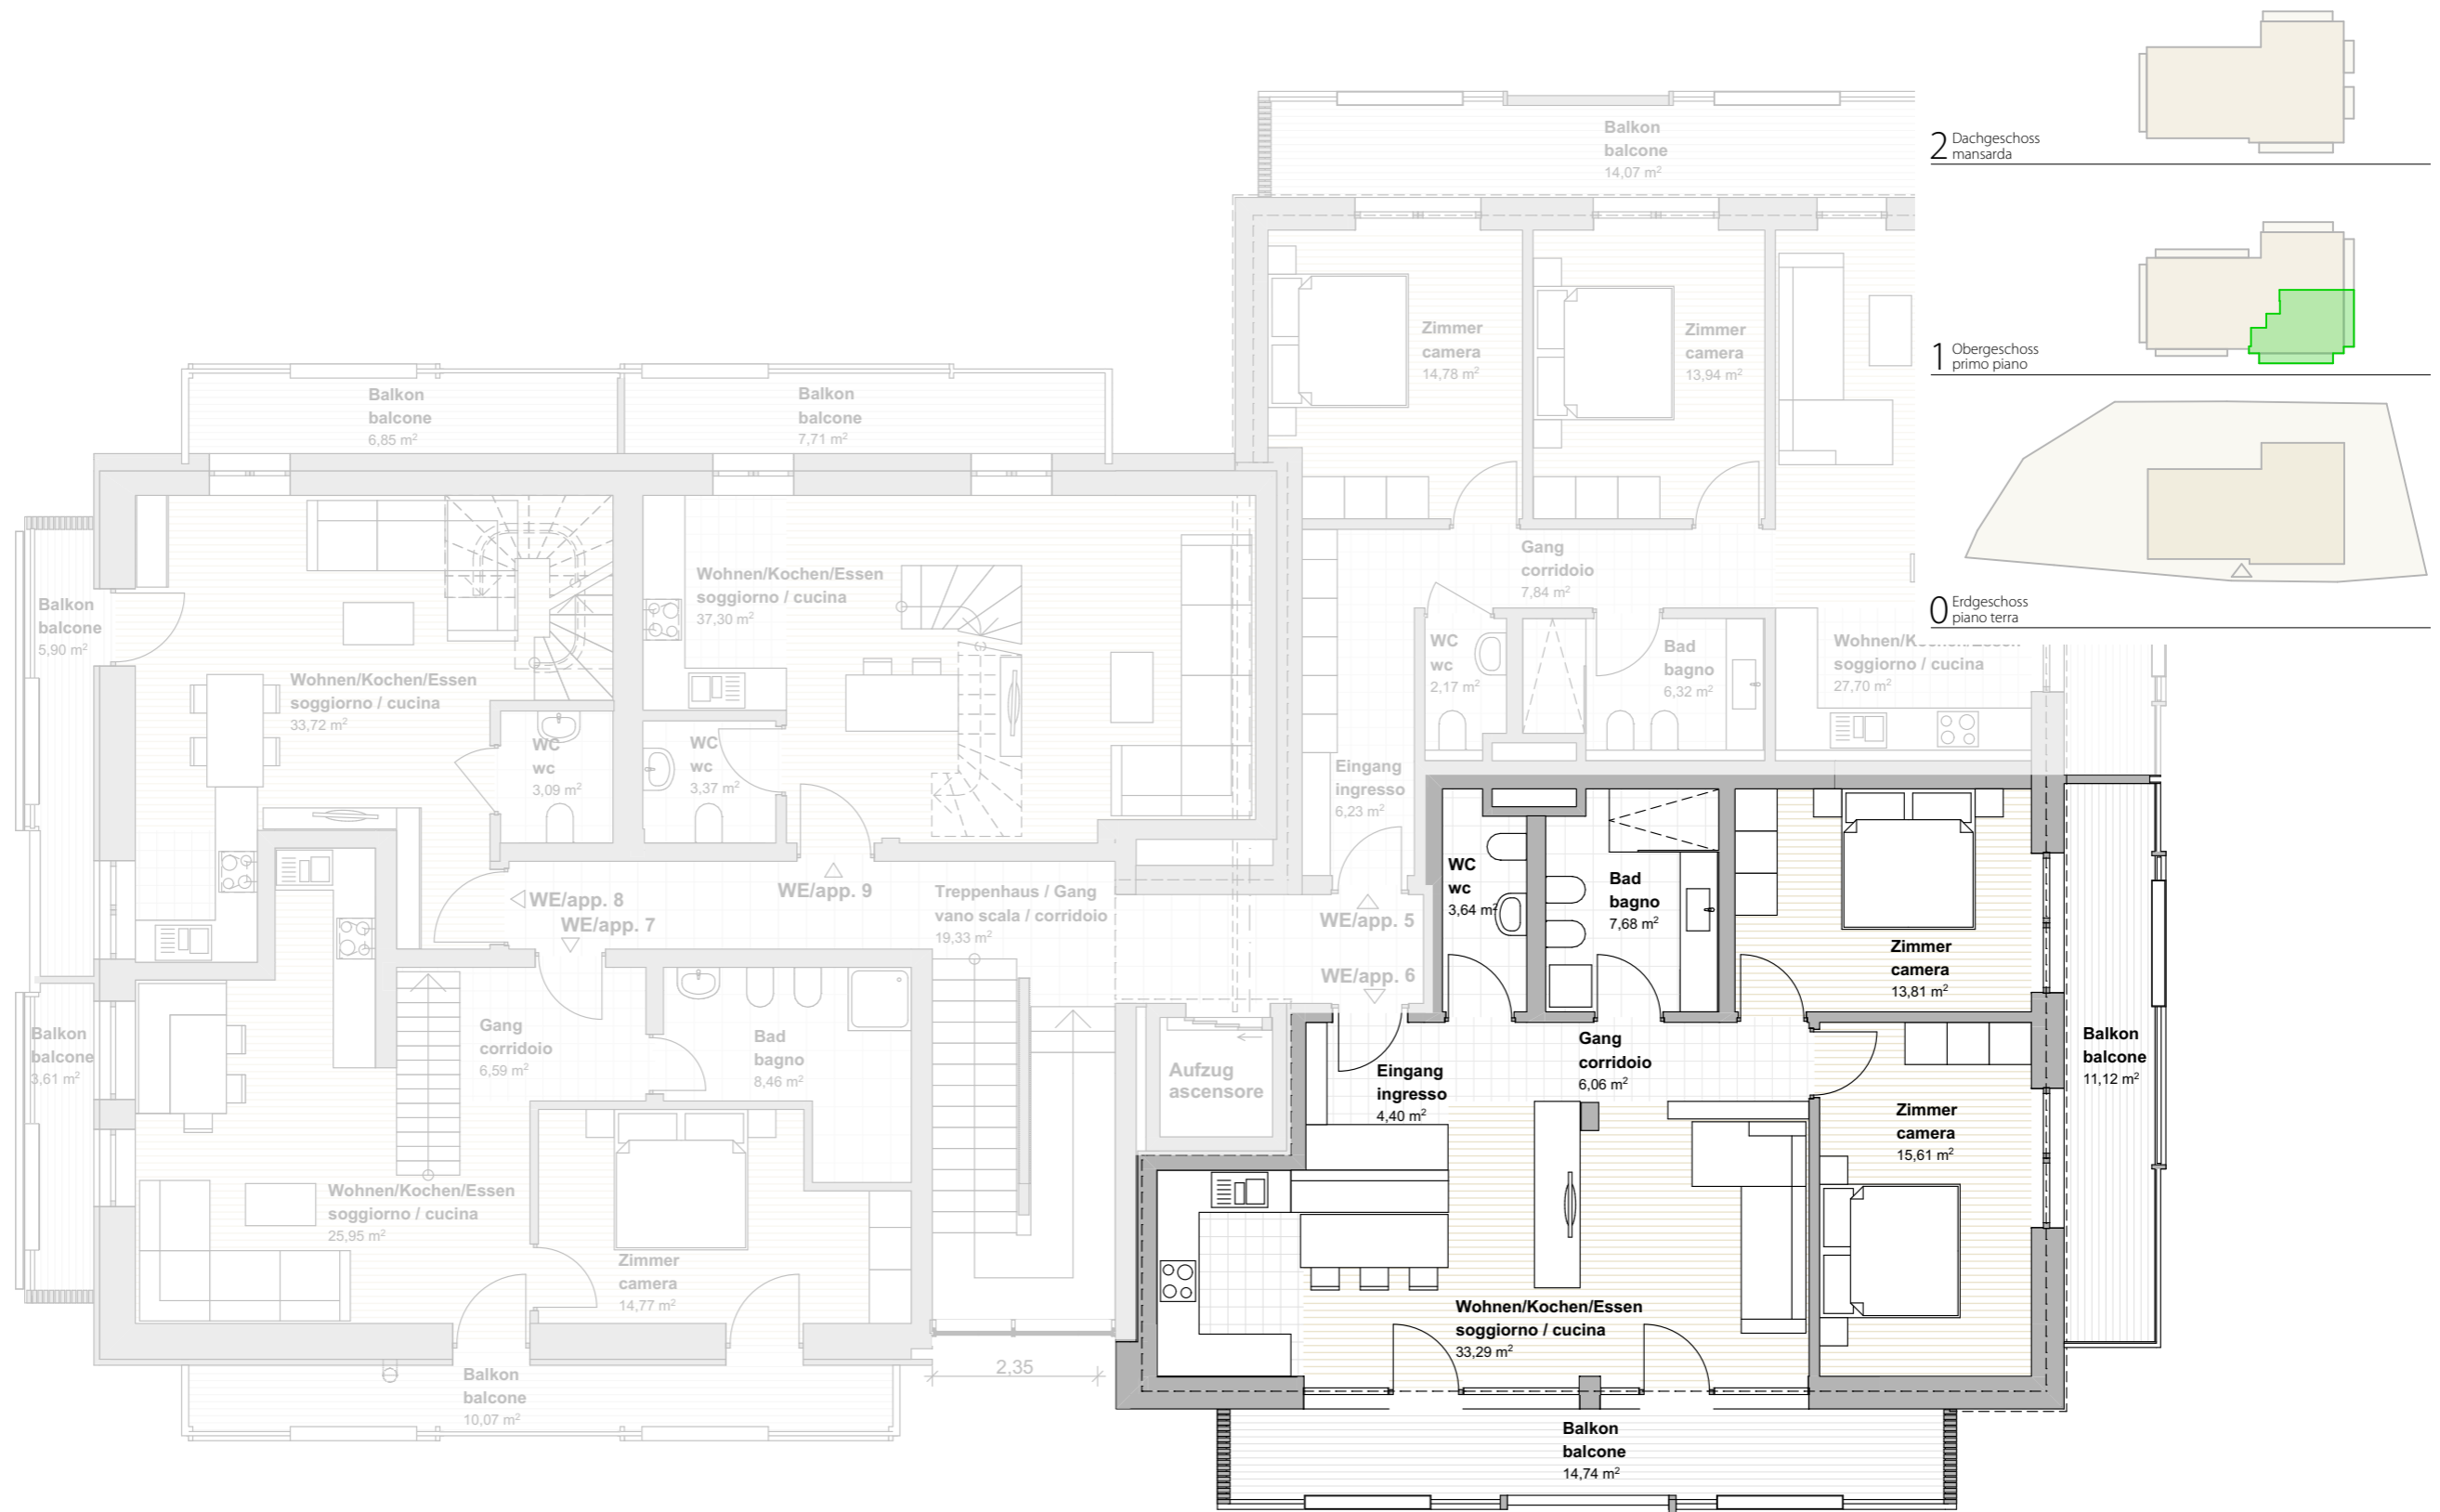 2 Dachgeschoss
mansarda
1 Obergeschoss
primo piano
0 Erdgeschoss
piano terra
Balkon
balcone
14,07 m²
Zimmer
camera
14,78 m²
Zimmer
camera
13,94 m²
Balkon
balcone
6,85 m²
Balkon
balcone
7,71 m²
Gang
corridoio
7,84 m²
Wohnen/Kochen/Essen
soggiorno / cucina
37,30 m²
Balkon
balcone
5,90 m²
Wohnen/Kochen/Essen
soggiorno / cucina
33,72 m²
WC
wc
2,17 m²
Bad
bagno
6,32 m²
Wohnen/K
soggiorno / cucina
27,70 m²
WC
wc
3,09 m²
WC
wc
3,37 m²
Eingang
ingresso
6,23 m²
WE/app. 8
WE/app. 7
WE/app. 9
Treppenhaus / Gang
vano scala / corridoio
19,33 m²
WE/app. 5
WE/app. 6
WC
wc
3,64 m²
Bad
bagno
7,68 m²
Zimmer
camera
13,81 m²
Balkon
balcone
3,61 m²
Gang
corridoio
6,59 m²
Bad
bagno
8,46 m²
Aufzug
ascensore
Eingang
ingresso
4,40 m²
Gang
corridoio
6,06 m²
Balkon
balcone
11,12 m²
Zimmer
camera
15,61 m²
Wohnen/Kochen/Essen
soggiorno / cucina
25,95 m²
Zimmer
camera
14,77 m²
Wohnen/Kochen/Essen
soggiorno / cucina
33,29 m²
Balkon
balcone
10,07 m²
2,35
Balkon
balcone
14,74 m²